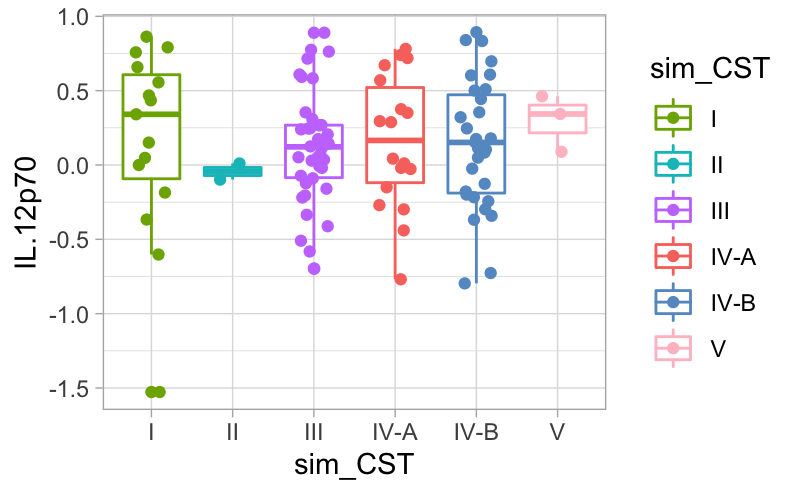 1.0
0.5
0.0
-0.5
-1.0
-1.5
IL.12p70
I II III IV-A IV-B V
sim_CST
sim_CST
I
II
III
IV-A
IV-B
V